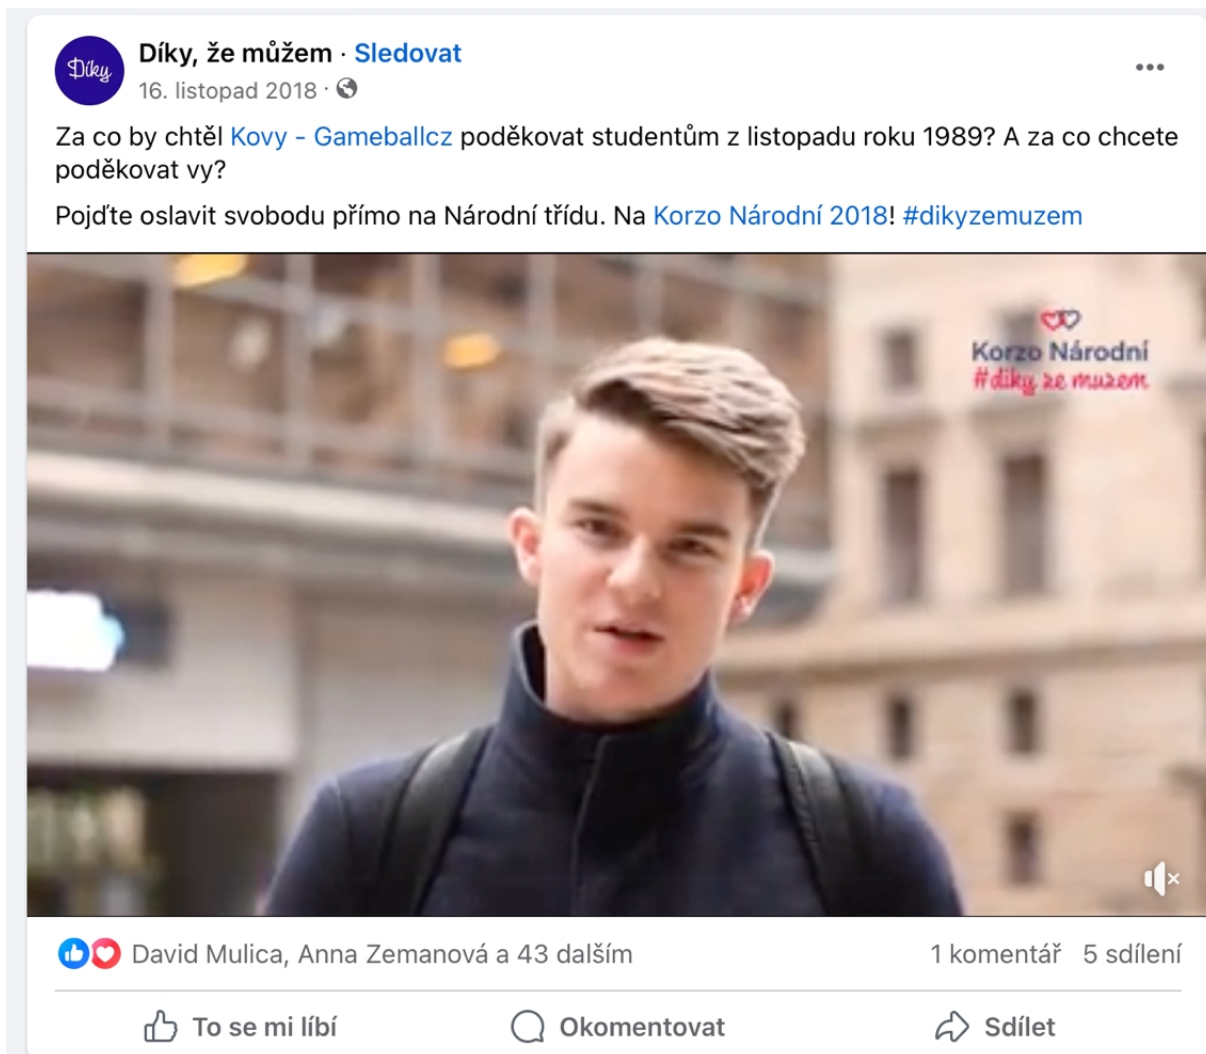 Díky
Díky, že můžem · Sledovat
16. listopad 2018 ·
Za co by chtěl Kovy - Gameballcz poděkovat studentům z listopadu roku 1989? A za co chcete
poděkovat vy?
Pojďte oslavit svobodu přímo na Národní třídu. Na Korzo Národní 2018! #dikyzemuzem
Korzo Národní
#díky ze muzem
David Mulica, Anna Zemanová a 43 dalším
1 komentář 5 sdílení
To se mi líbí Okomentovat Sdílet